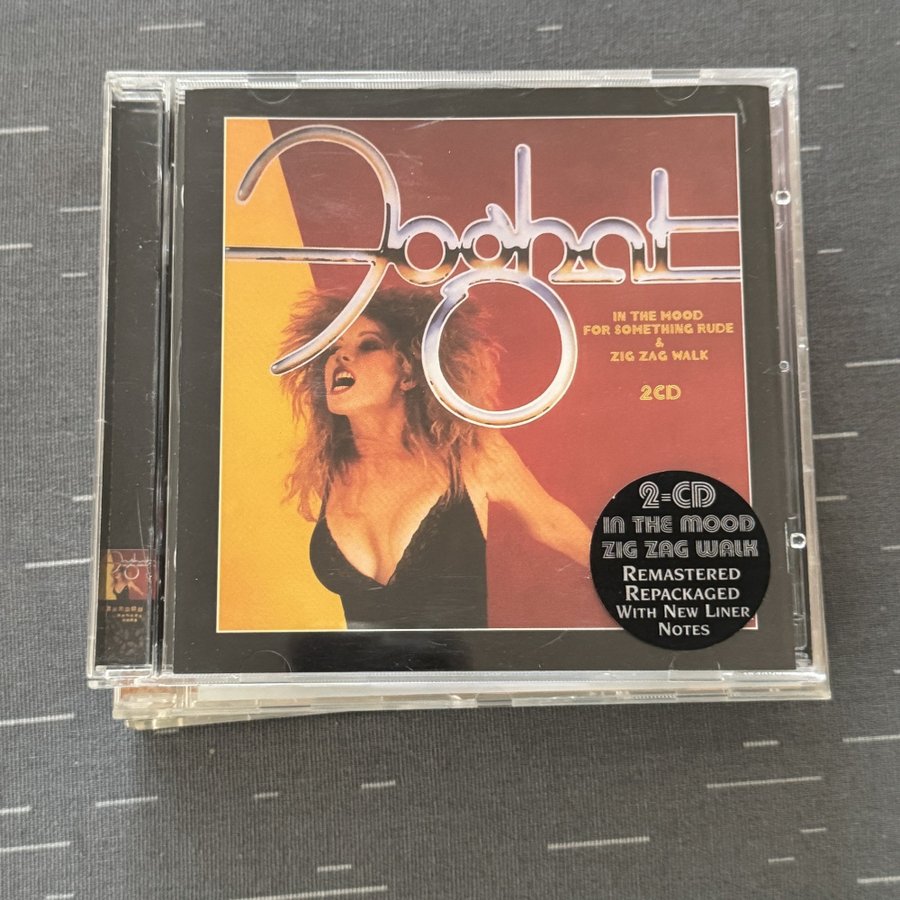 Foghat
IN THE MOOD
FOR SOMETHING RUDE
&
ZIG ZAG WALK
2CD
2-CD
IN THE MOOD
ZIG ZAG WALK
REMASTERED
REPACKAGED
WITH NEW LINER
NOTES